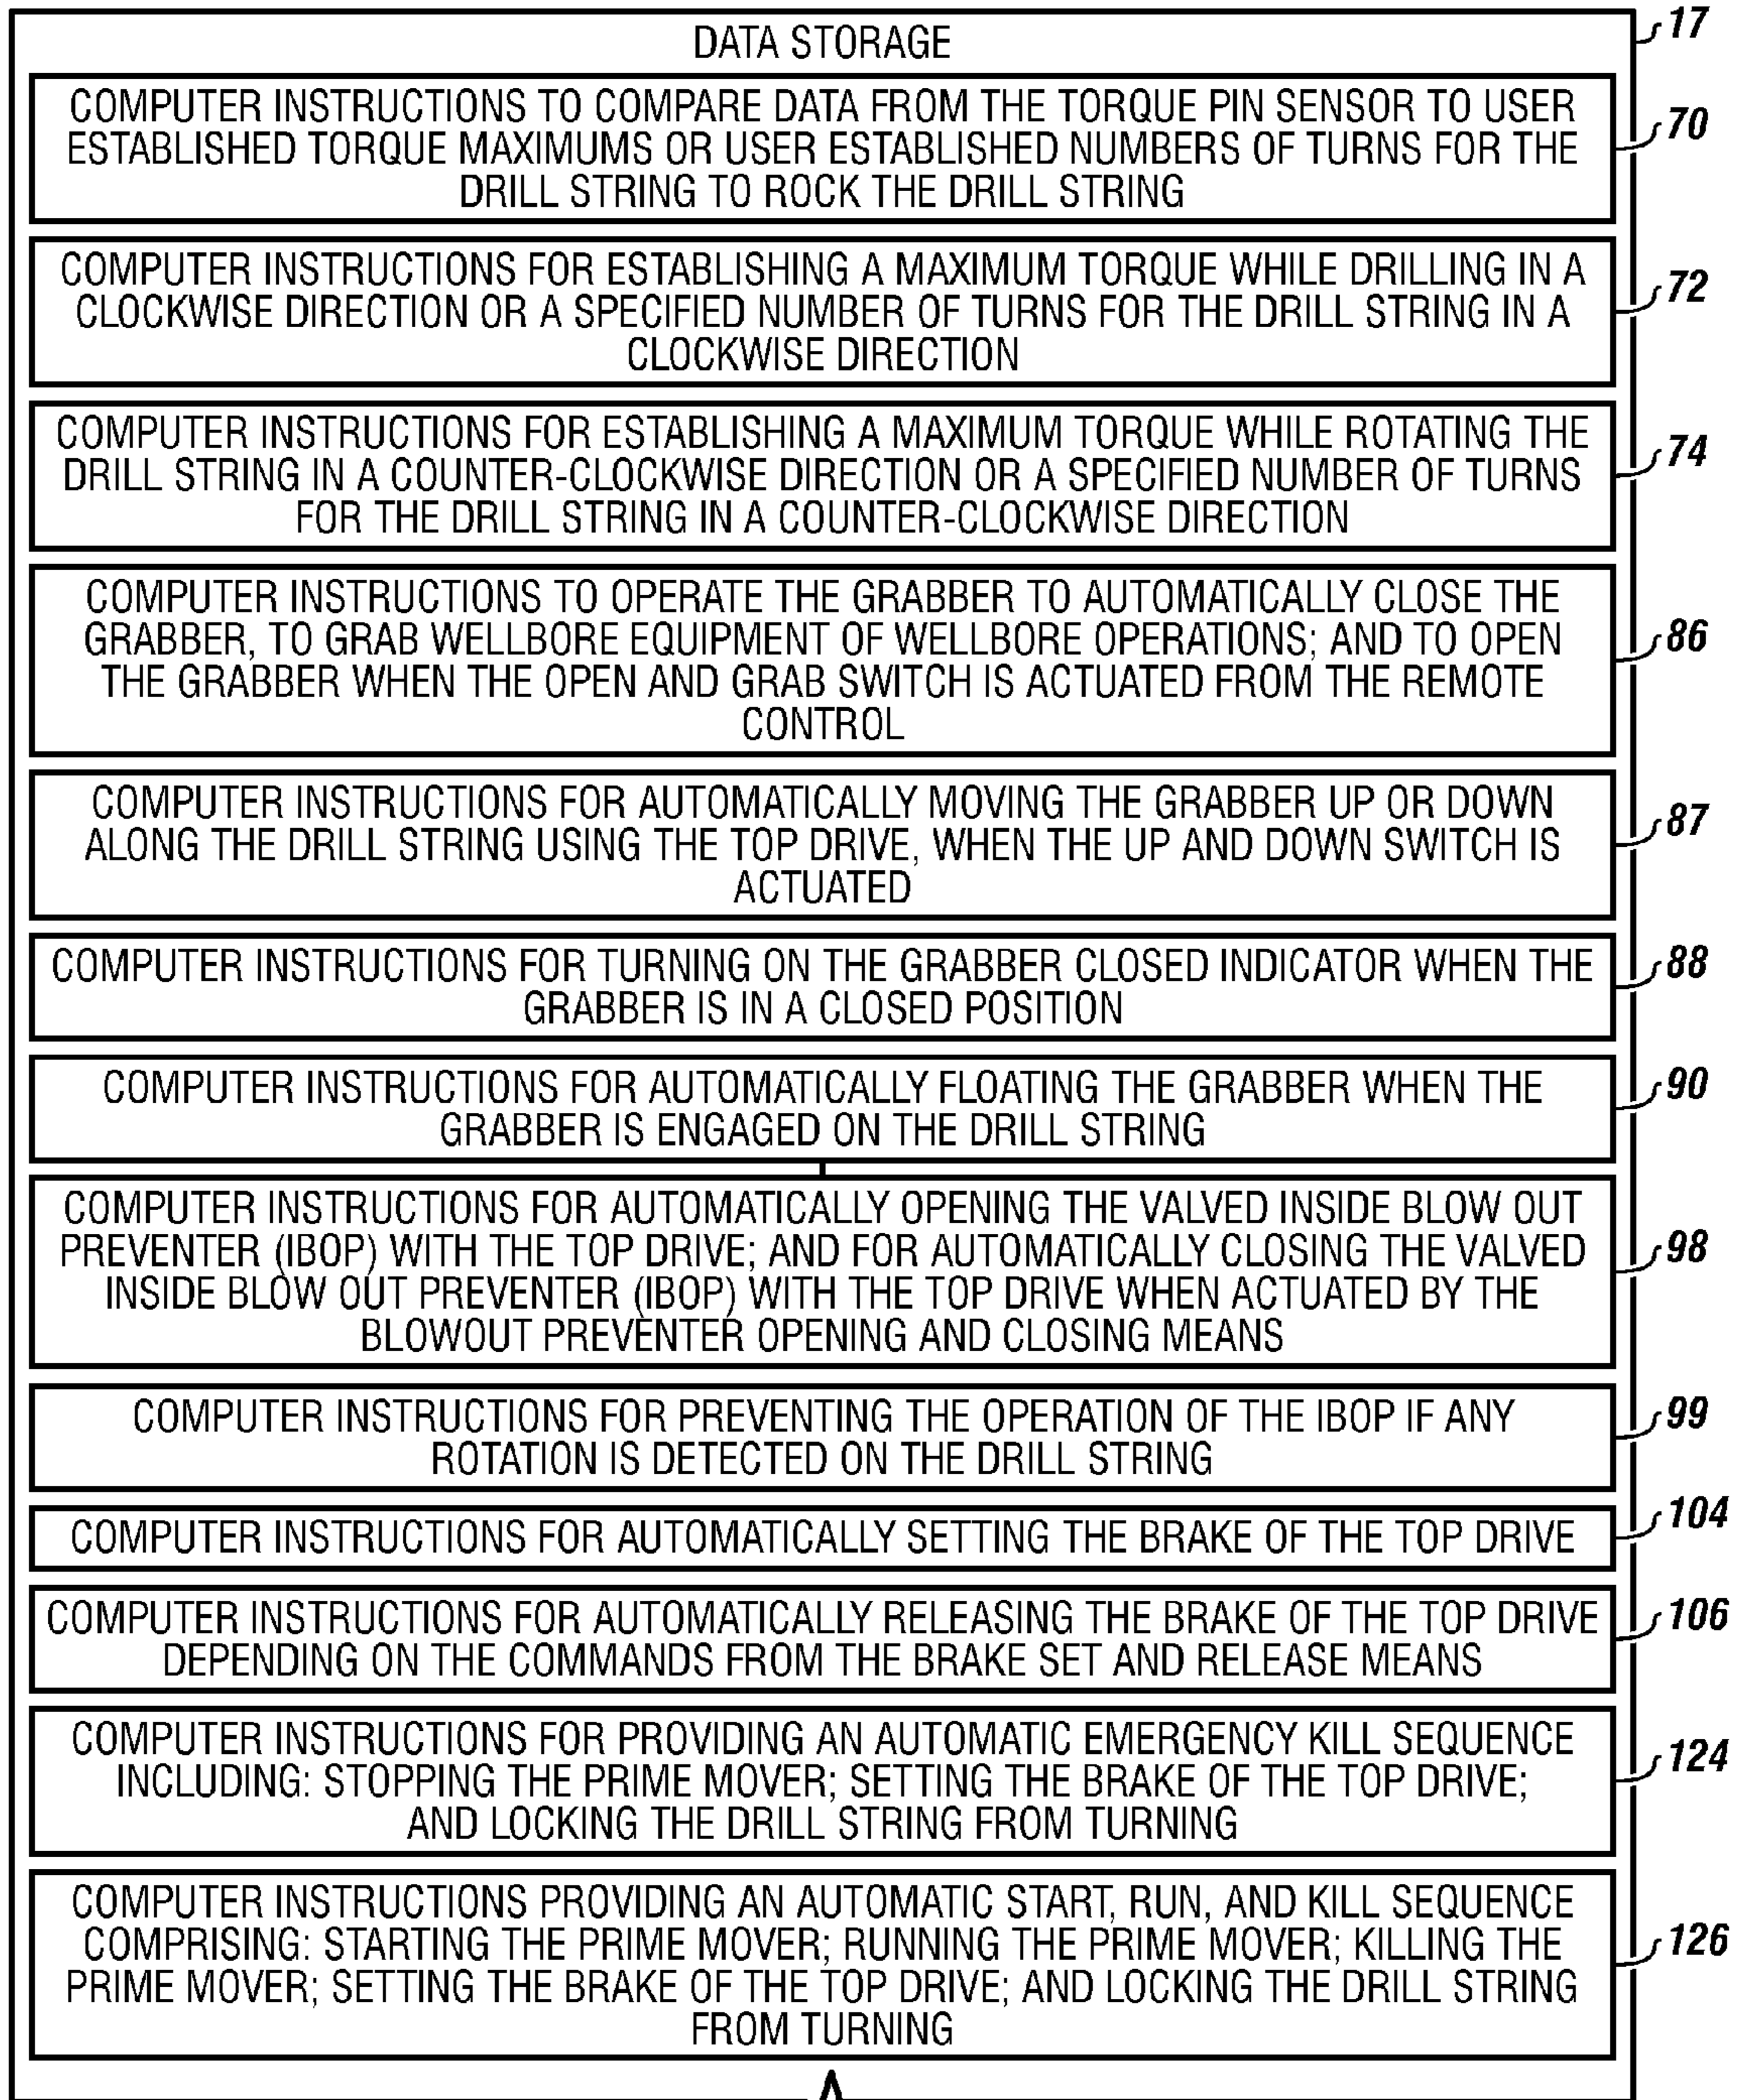 DATA STORAGE
17
COMPUTER INSTRUCTIONS TO COMPARE DATA FROM THE TORQUE PIN SENSOR TO USER
ESTABLISHED TORQUE MAXIMUMS OR USER ESTABLISHED NUMBERS OF TURNS FOR THE
DRILL STRING TO ROCK THE DRILL STRING
70
COMPUTER INSTRUCTIONS FOR ESTABLISHING A MAXIMUM TORQUE WHILE DRILLING IN A
CLOCKWISE DIRECTION OR A SPECIFIED NUMBER OF TURNS FOR THE DRILL STRING IN A
CLOCKWISE DIRECTION
72
COMPUTER INSTRUCTIONS FOR ESTABLISHING A MAXIMUM TORQUE WHILE ROTATING THE
DRILL STRING IN A COUNTER-CLOCKWISE DIRECTION OR A SPECIFIED NUMBER OF TURNS
FOR THE DRILL STRING IN A COUNTER-CLOCKWISE DIRECTION
74
COMPUTER INSTRUCTIONS TO OPERATE THE GRABBER TO AUTOMATICALLY CLOSE THE
GRABBER, TO GRAB WELLBORE EQUIPMENT OF WELLBORE OPERATIONS; AND TO OPEN
THE GRABBER WHEN THE OPEN AND GRAB SWITCH IS ACTUATED FROM THE REMOTE
CONTROL
86
COMPUTER INSTRUCTIONS FOR AUTOMATICALLY MOVING THE GRABBER UP OR DOWN
ALONG THE DRILL STRING USING THE TOP DRIVE, WHEN THE UP AND DOWN SWITCH IS
ACTUATED
87
COMPUTER INSTRUCTIONS FOR TURNING ON THE GRABBER CLOSED INDICATOR WHEN THE
GRABBER IS IN A CLOSED POSITION
88
COMPUTER INSTRUCTIONS FOR AUTOMATICALLY FLOATING THE GRABBER WHEN THE
GRABBER IS ENGAGED ON THE DRILL STRING
90
COMPUTER INSTRUCTIONS FOR AUTOMATICALLY OPENING THE VALVED INSIDE BLOW OUT
PREVENTER (IBOP) WITH THE TOP DRIVE; AND FOR AUTOMATICALLY CLOSING THE VALVED
INSIDE BLOW OUT PREVENTER (IBOP) WITH THE TOP DRIVE WHEN ACTUATED BY THE
BLOWOUT PREVENTER OPENING AND CLOSING MEANS
98
COMPUTER INSTRUCTIONS FOR PREVENTING THE OPERATION OF THE IBOP IF ANY
ROTATION IS DETECTED ON THE DRILL STRING
99
COMPUTER INSTRUCTIONS FOR AUTOMATICALLY SETTING THE BRAKE OF THE TOP DRIVE
104
COMPUTER INSTRUCTIONS FOR AUTOMATICALLY RELEASING THE BRAKE OF THE TOP DRIVE
DEPENDING ON THE COMMANDS FROM THE BRAKE SET AND RELEASE MEANS
106
COMPUTER INSTRUCTIONS FOR PROVIDING AN AUTOMATIC EMERGENCY KILL SEQUENCE
INCLUDING: STOPPING THE PRIME MOVER; SETTING THE BRAKE OF THE TOP DRIVE;
AND LOCKING THE DRILL STRING FROM TURNING
124
COMPUTER INSTRUCTIONS PROVIDING AN AUTOMATIC START, RUN, AND KILL SEQUENCE
COMPRISING: STARTING THE PRIME MOVER; RUNNING THE PRIME MOVER; KILLING THE
PRIME MOVER; SETTING THE BRAKE OF THE TOP DRIVE; AND LOCKING THE DRILL STRING
FROM TURNING
126